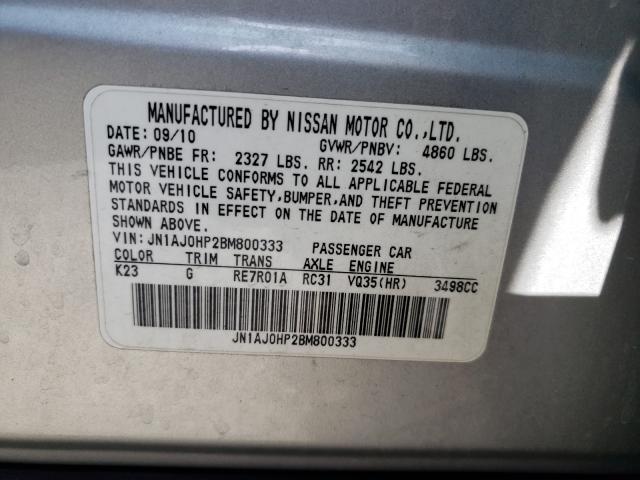 MANUFACTURED BY NISSAN MOTOR CO.,LTD.
DATE: 09/10 GVWR/PNBV: 4860 LBS.
GAWR/PNBE FR: 2327 LBS. RR: 2542 LBS.
THIS VEHICLE CONFORMS TO ALL APPLICABLE FEDERAL
MOTOR VEHICLE SAFETY,BUMPER,AND THEFT PREVENTION
STANDARDS IN EFFECT ON THE DATE OF MANUFACTURE
SHOWN ABOVE.
VIN: JN1AJ0HP2BM800333 PASSENGER CAR
COLOR TRIM TRANS AXLE ENGINE
K23 G RE7R01A RC31 VQ35(HR) 3498CC
JN1AJ0HP2BM800333